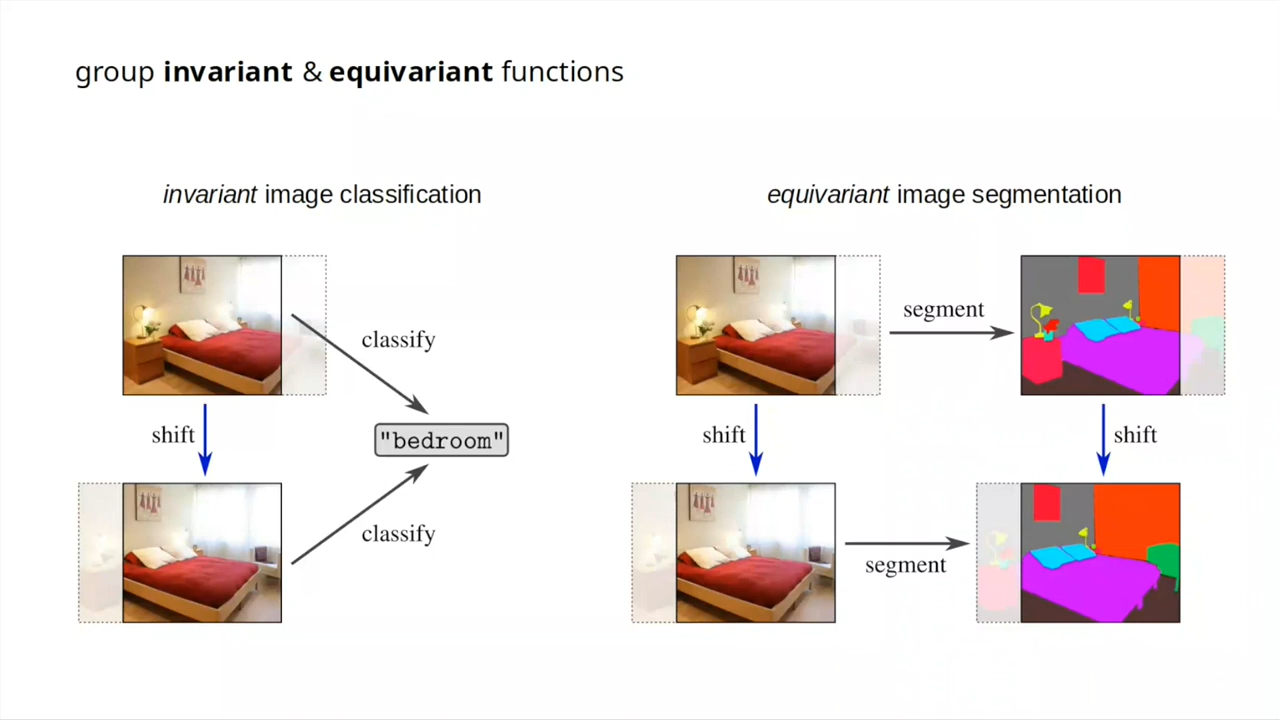 group invariant & equivariant functions
invariant image classification
classify
shift
"bedroom"
classify
equivariant image segmentation
segment
shift
shift
segment